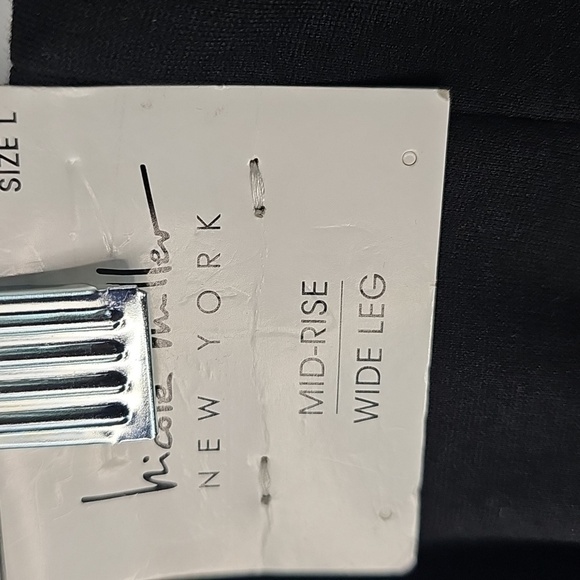 SIZE L
Nicole Miller
NEW YORK
MID-RISE
WIDE LEG